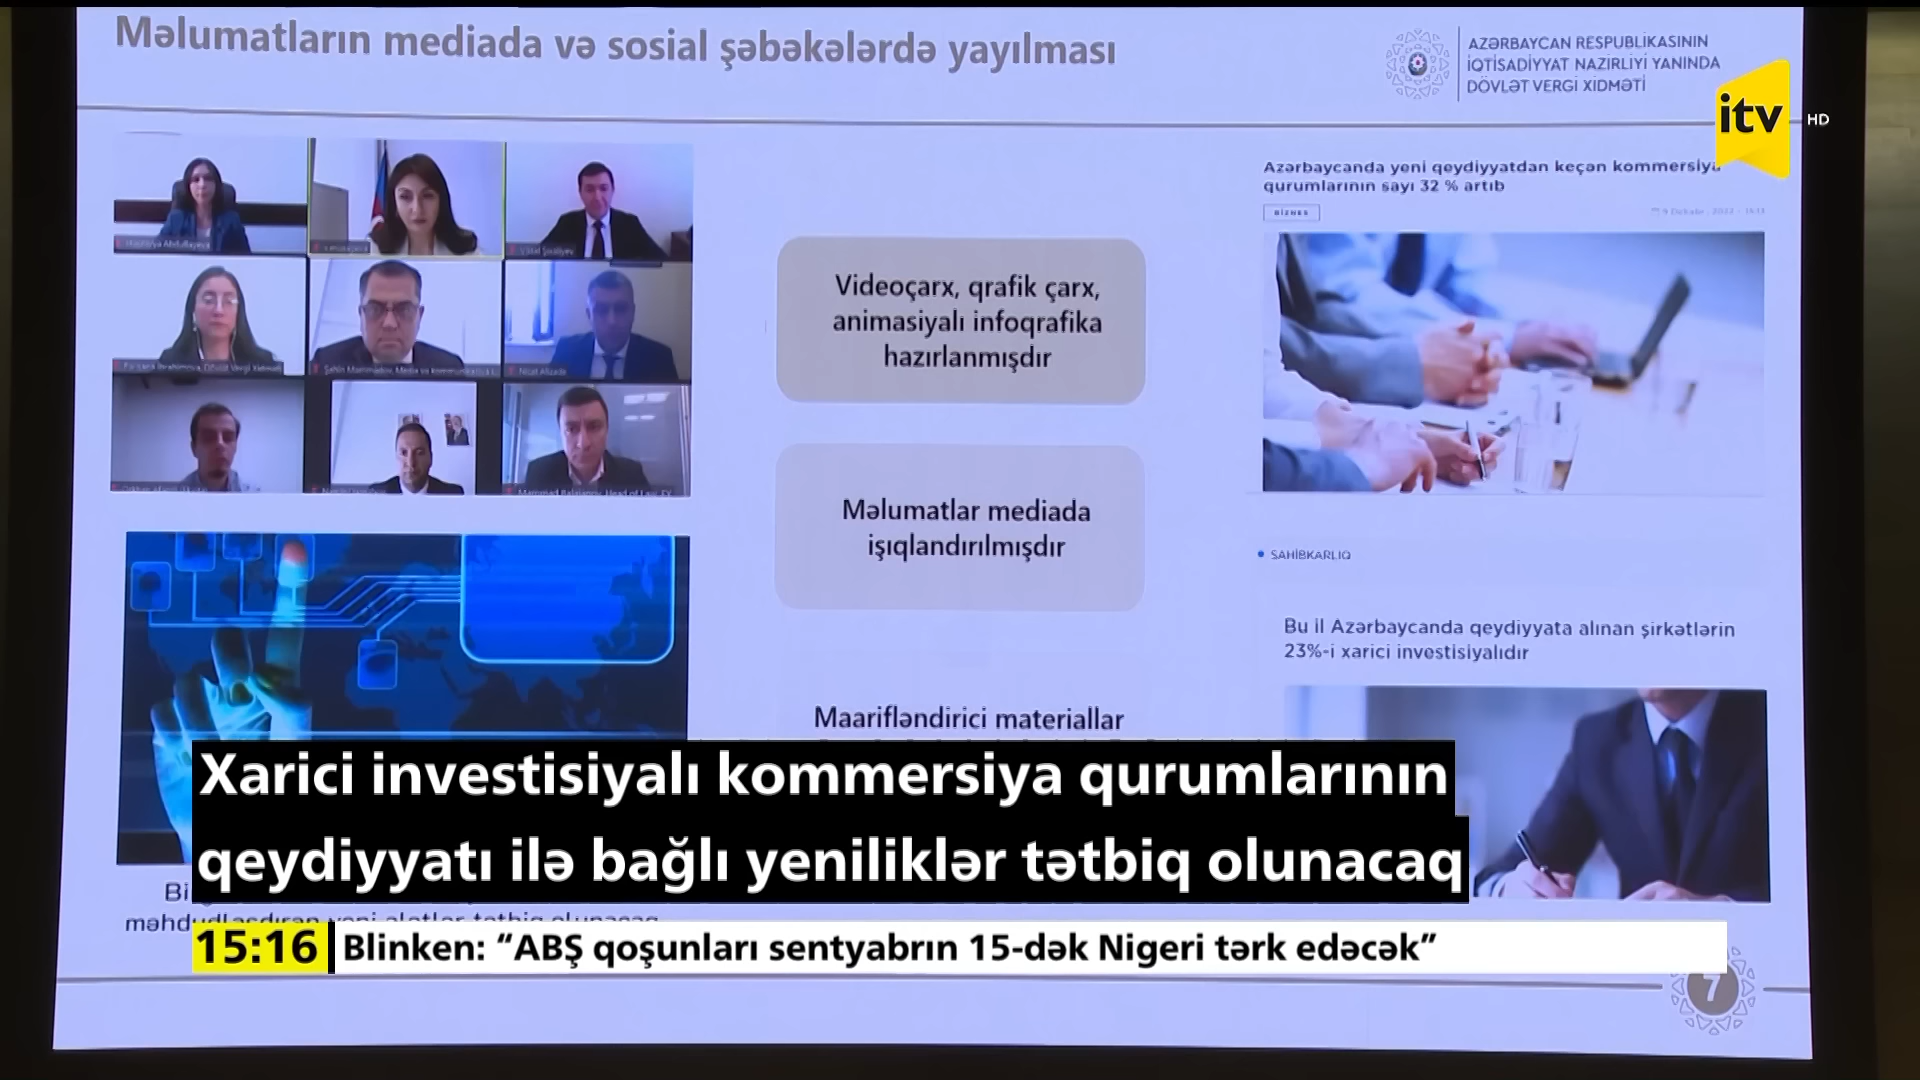 Məlumatların mediada və sosial şəbəkələrdə yayılması
AZƏRBAYCAN RESPUBLİKASININ
İQTİSADİYYAT NAZİRLİYİ YANINDA
DÖVLƏT VERGİ XİDMƏTİ
itv HD
Azərbaycanda yeni qeydiyyatdan keçən kommersiya
qurumlarının sayı 32 % artıb
BİZNES
Videoçarx, qrafik çarx,
animasiyalı infoqrafika
hazırlanmışdır
Nicat Alizade
Məlumatlar mediada
işıqlandırılmışdır
SAHİBKARLIQ
Bu il Azərbaycanda qeydiyyata alınan şirkətlərin
23%-i xarici investisiyalıdır
Maarifləndirici materiallar
Xarici investisiyalı kommersiya qurumlarının
qeydiyyatı ilə bağlı yeniliklər tətbiq olunacaq
15:16 Blinken: “ABŞ qoşunları sentyabrın 15-dək Nigeri tərk edəcək”
7